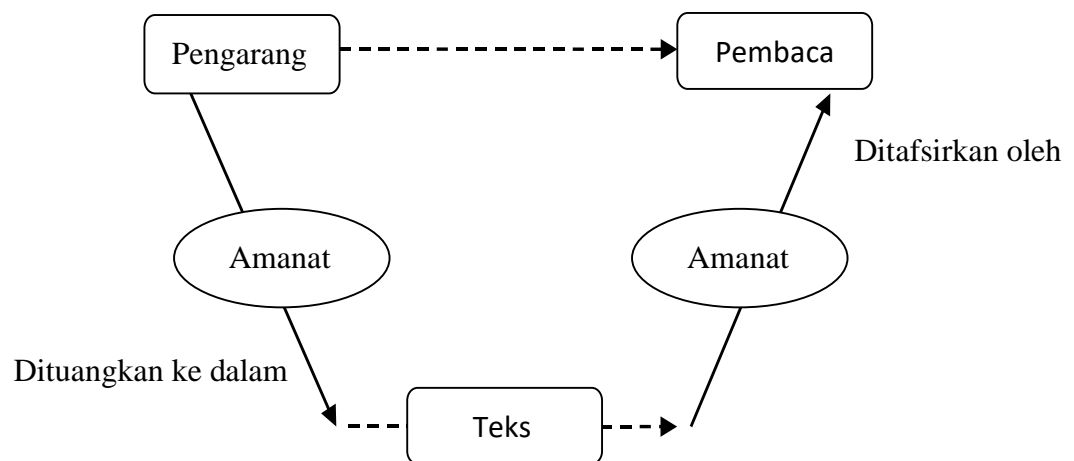 Pengarang
Pembaca
Ditafsirkan oleh
Amanat
Amanat
Dituangkan ke dalam
Teks